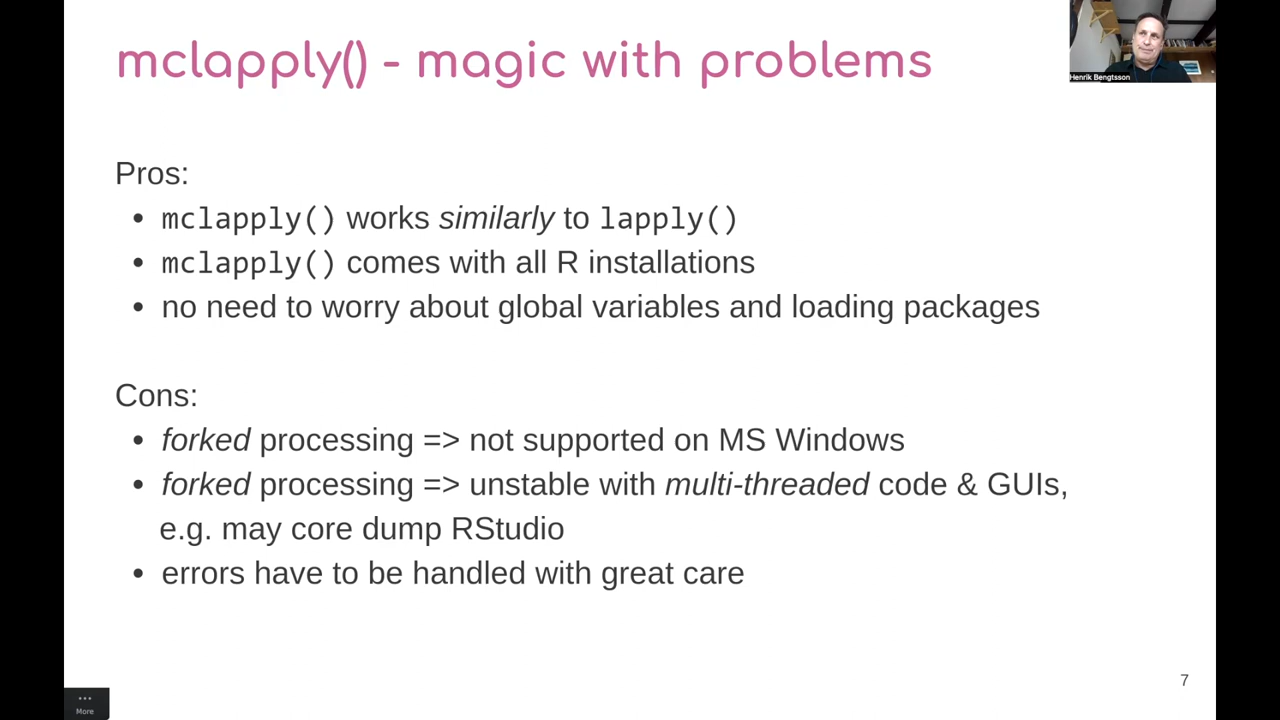 mclapply() - magic with problems
Henrik Bengtsson
Pros:
• mclapply() works similarly to lapply()
• mclapply() comes with all R installations
• no need to worry about global variables and loading packages
Cons:
• forked processing => not supported on MS Windows
• forked processing => unstable with multi-threaded code & GUIs,
e.g. may core dump RStudio
• errors have to be handled with great care
7
More